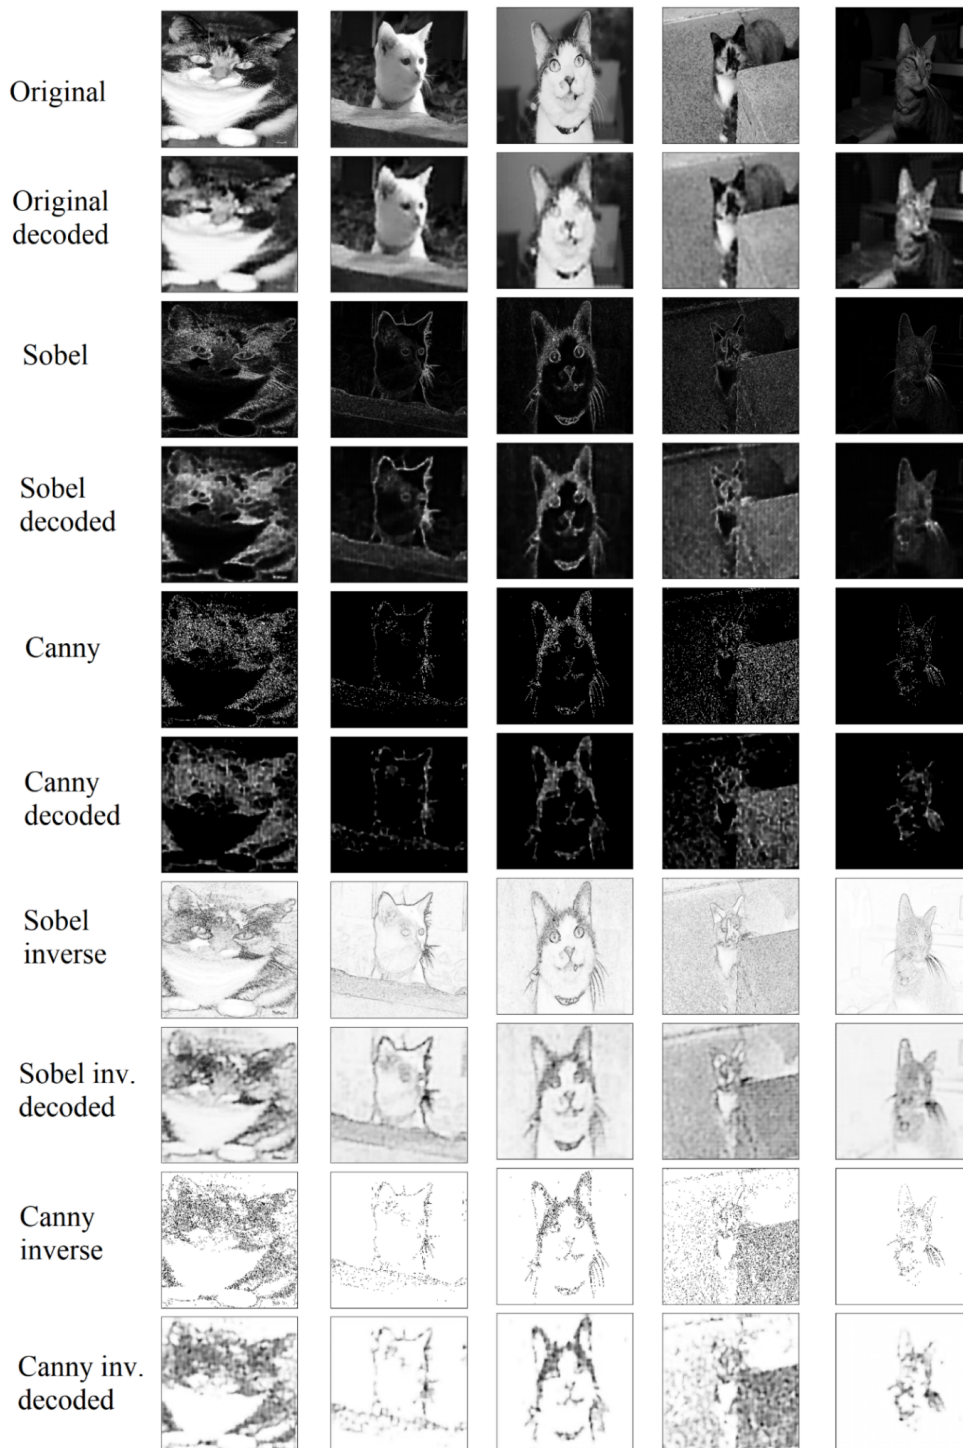 Original
Original
decoded
Sobel
Sobel
decoded
Canny
Canny
decoded
Sobel
inverse
Sobel inv.
decoded
Canny
inverse
Canny inv.
decoded